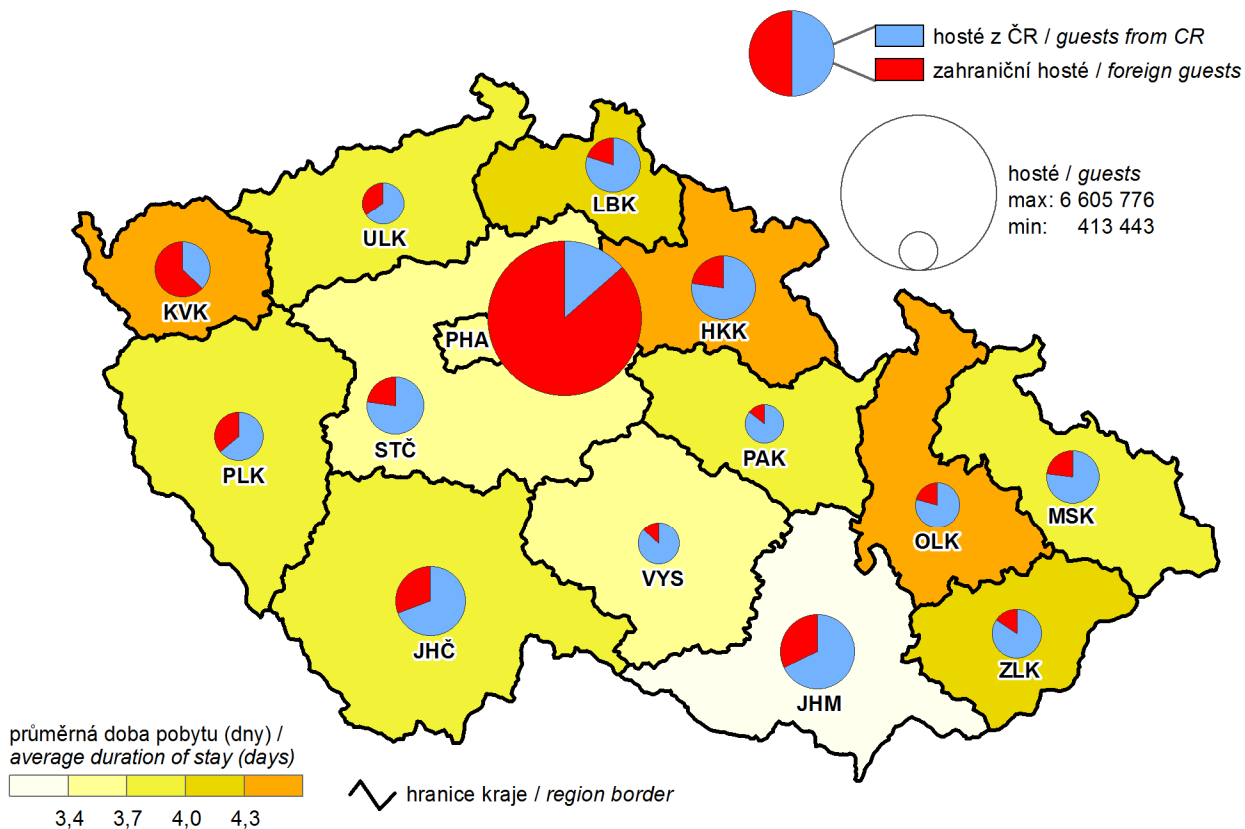 hosté z ČR / guests from CR
zahraniční hosté / foreign guests
hosté / guests
max: 6 605 776
min: 413 443
LBK
ULK
KVK
HKK
PHA
STČ
PAK
PLK
OLK
MSK
VYS
JHČ
ZLK
JHM
průměrná doba pobytu (dny) /
average duration of stay (days)
3,4 3,7 4,0 4,3
hranice kraje / region border